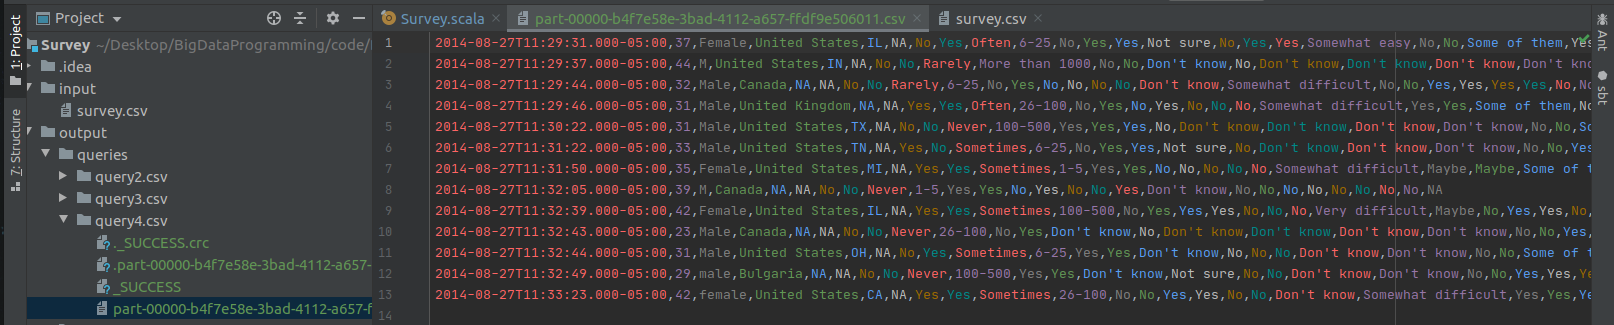 Project
Survey.scala
part-00000-b4f7e58e-3bad-4112-a657-ffdf9e506011.csv
survey.csv
1: Project
7: Structure
Ant
sbt
Survey ~/Desktop/BigDataProgramming/code/
.idea
input
survey.csv
output
queries
query2.csv
query3.csv
query4.csv
._SUCCESS.crc
.part-00000-b4f7e58e-3bad-4112-a657-
_SUCCESS
part-00000-b4f7e58e-3bad-4112-a657-f
1 2014-08-27T11:29:31.000-05:00,37,Female,United States,IL,NA,No,Yes,Often,6-25,No,Yes,Yes,Not sure,No,Yes,Yes,Somewhat easy,No,No,Some of them,Yes
2 2014-08-27T11:29:37.000-05:00,44,M,United States,IN,NA,No,No,Rarely,More than 1000,No,No,Don't know,No,Don't know,Don't know,Don't know,Don't kno
3 2014-08-27T11:29:44.000-05:00,32,Male,Canada,NA,NA,No,No,Rarely,6-25,No,Yes,No,No,No,No,Don't know,Somewhat difficult,No,No,Yes,Yes,Yes,Yes,No,No
4 2014-08-27T11:29:46.000-05:00,31,Male,United Kingdom,NA,NA,Yes,Yes,Often,26-100,No,Yes,No,Yes,No,No,No,Somewhat difficult,Yes,Yes,Some of them,No
5 2014-08-27T11:30:22.000-05:00,31,Male,United States,TX,NA,No,No,Never,100-500,Yes,Yes,Yes,No,Don't know,Don't know,Don't know,Don't know,No,No,So
6 2014-08-27T11:31:22.000-05:00,33,Male,United States,TN,NA,Yes,No,Sometimes,6-25,No,Yes,Yes,Not sure,No,Don't know,Don't know,Don't know,No,No,Yes
7 2014-08-27T11:31:50.000-05:00,35,Female,United States,MI,NA,Yes,Yes,Sometimes,1-5,Yes,Yes,No,No,No,No,No,Somewhat difficult,Maybe,Maybe,Some of t
8 2014-08-27T11:32:05.000-05:00,39,M,Canada,NA,NA,No,No,Never,1-5,Yes,Yes,No,Yes,No,No,Yes,Don't know,No,No,No,No,No,No,No,NA
9 2014-08-27T11:32:39.000-05:00,42,Female,United States,IL,NA,Yes,Yes,Sometimes,100-500,No,Yes,Yes,Yes,No,No,No,Very difficult,Maybe,No,Yes,Yes,No,
10 2014-08-27T11:32:43.000-05:00,23,Male,Canada,NA,NA,No,No,Never,26-100,No,Yes,Don't know,No,Don't know,Don't know,Don't know,Don't know,No,No,Yes,
11 2014-08-27T11:32:44.000-05:00,31,Male,United States,OH,NA,No,Yes,Sometimes,6-25,Yes,Yes,Don't know,No,No,No,Don't know,Don't know,No,No,Some of t
12 2014-08-27T11:32:49.000-05:00,29,male,Bulgaria,NA,NA,No,No,Never,100-500,Yes,Yes,Don't know,Not sure,No,No,Don't know,Don't know,No,No,Yes,Yes,Ye
13 2014-08-27T11:33:23.000-05:00,42,female,United States,CA,NA,Yes,Yes,Sometimes,26-100,No,No,Yes,Yes,No,No,Don't know,Somewhat difficult,Yes,Yes,Ye
14